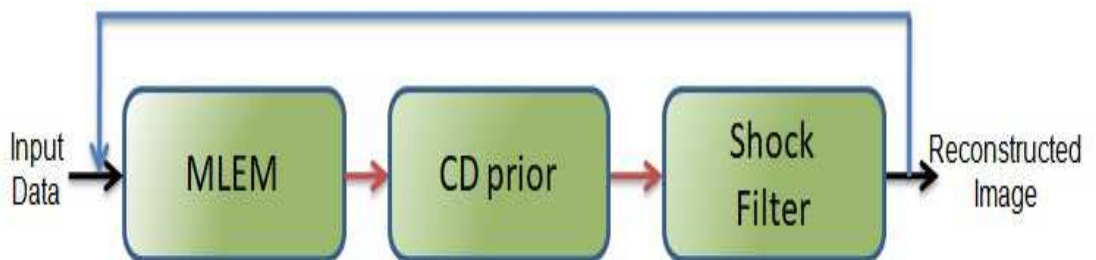 Input
Data
MLEM
CD prior
Shock
Filter
Reconstructed
Image